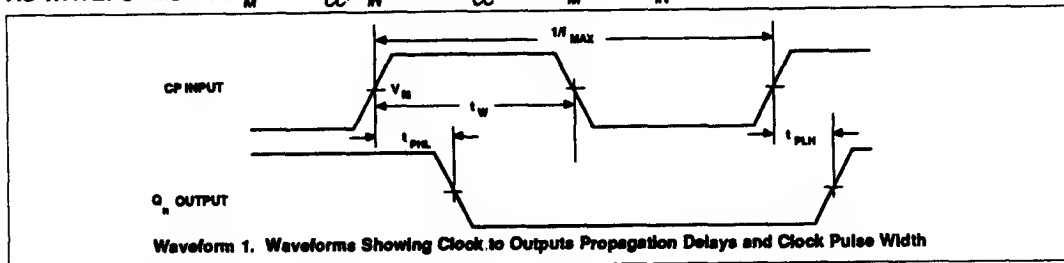 1/f MAX
CP INPUT
V M
t W
t PHL
t PLH
Q n OUTPUT
Waveform 1. Waveforms Showing Clock to Outputs Propagation Delays and Clock Pulse Width